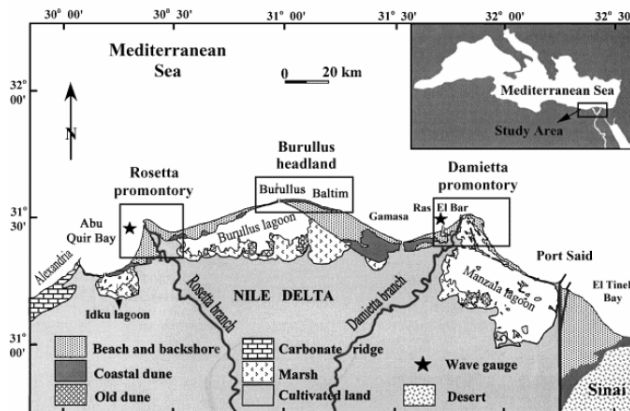 30° 00' 30° 30' 31° 00' 31° 30' 32° 00' 32° 30'
Mediterranean
Sea
0 20 km
Mediterranean Sea
Study Area
32°
00'
N
Burullus
headland
Rosetta
promontory
Damietta
promontory
Burullus
Baltim
Ras El Bar
Gamasa
31°
30'
Abu
Quir Bay
Burullus lagoon
Alexandria
Port Said
Idku lagoon
Rosetta branch
NILE DELTA
Damietta branch
Manzala lagoon
El Tineh
Bay
31°
00'
Beach and backshore
Carbonate ridge
Wave gauge
Coastal dune
Marsh
Old dune
Cultivated land
Desert
Sinai